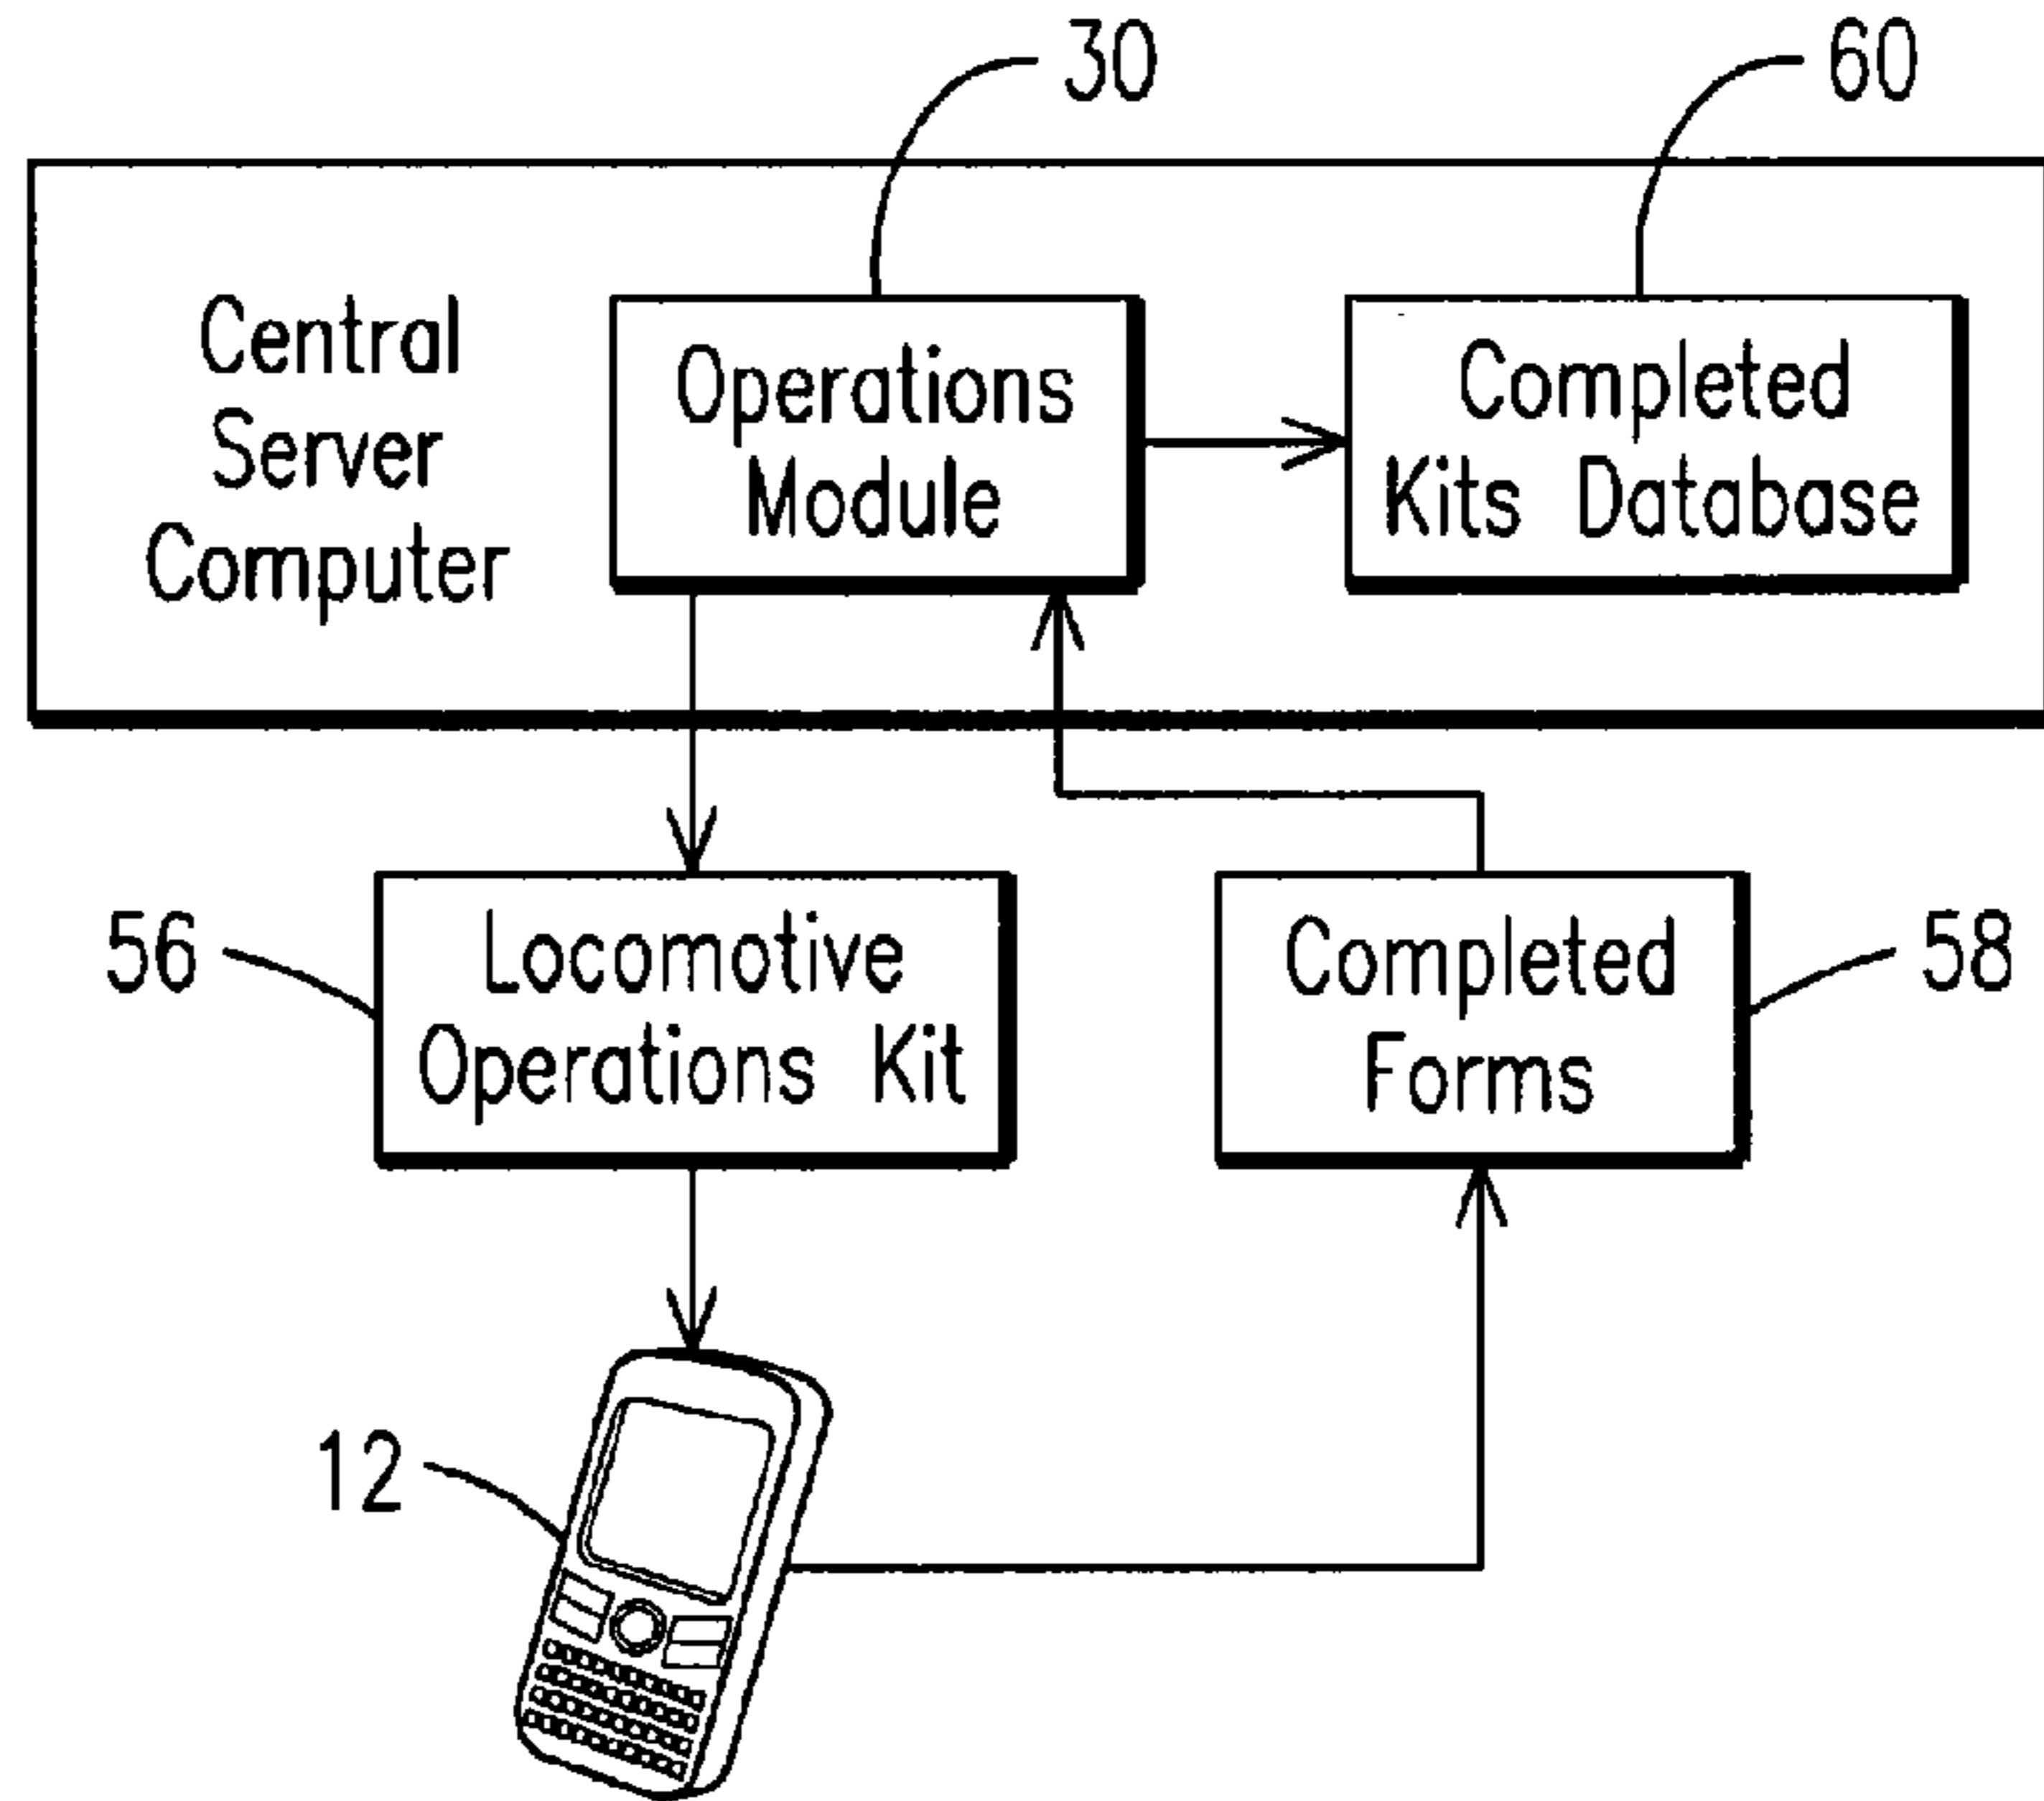 30
60
Central
Server
Computer
Operations
Module
Completed
Kits Database
56
Locomotive
Operations Kit
Completed
Forms
58
12